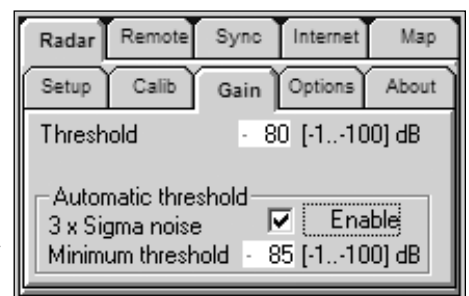 Radar Remote Sync Internet Map
Setup Calib Gain Options About
Threshold - 80 [-1..-100] dB
Automatic threshold
3 x Sigma noise Enable
Minimum threshold - 85 [-1..-100] dB